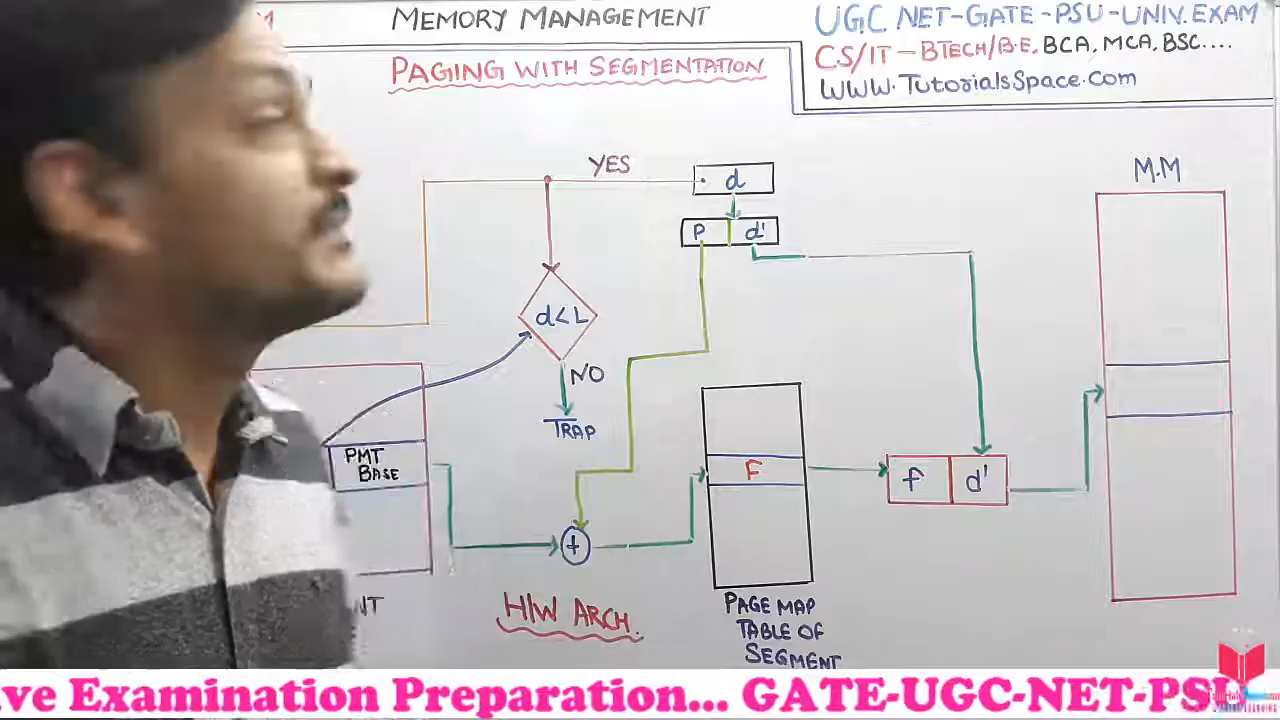 MEMORY MANAGEMENT
UGC NET-GATE-PSU-UNIV. EXAM
CS/IT - BTECH/B.E, BCA, MCA, BSC....
WWW.TutorialsSpace.com
PAGING WITH SEGMENTATION
YES
d
M.M
P d'
d<L
NO
TRAP
PMT
BASE
F
f d'
+
H/W ARCH.
PAGE MAP
TABLE OF
SEGMENT
ve Examination Preparation... GATE-UGC-NET-PSU